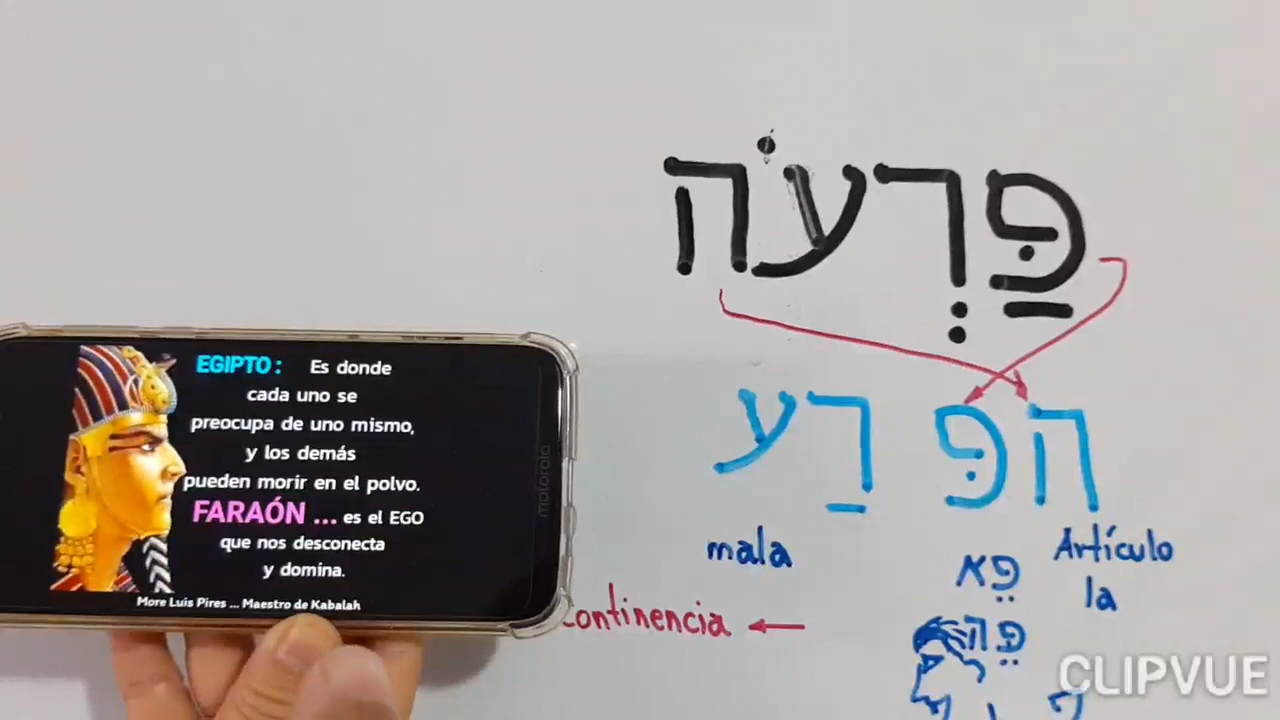 פַּרְעֹה
הפּ רַע
mala
Artículo
la
פֵא
פֵה
continencia
EGIPTO : Es donde
cada uno se
preocupa de uno mismo,
y los demás
pueden morir en el polvo.
FARAÓN ... es el EGO
que nos desconecta
y domina.
More Luis Pires ... Maestro de Kabalah
motorola
CLIPVUE